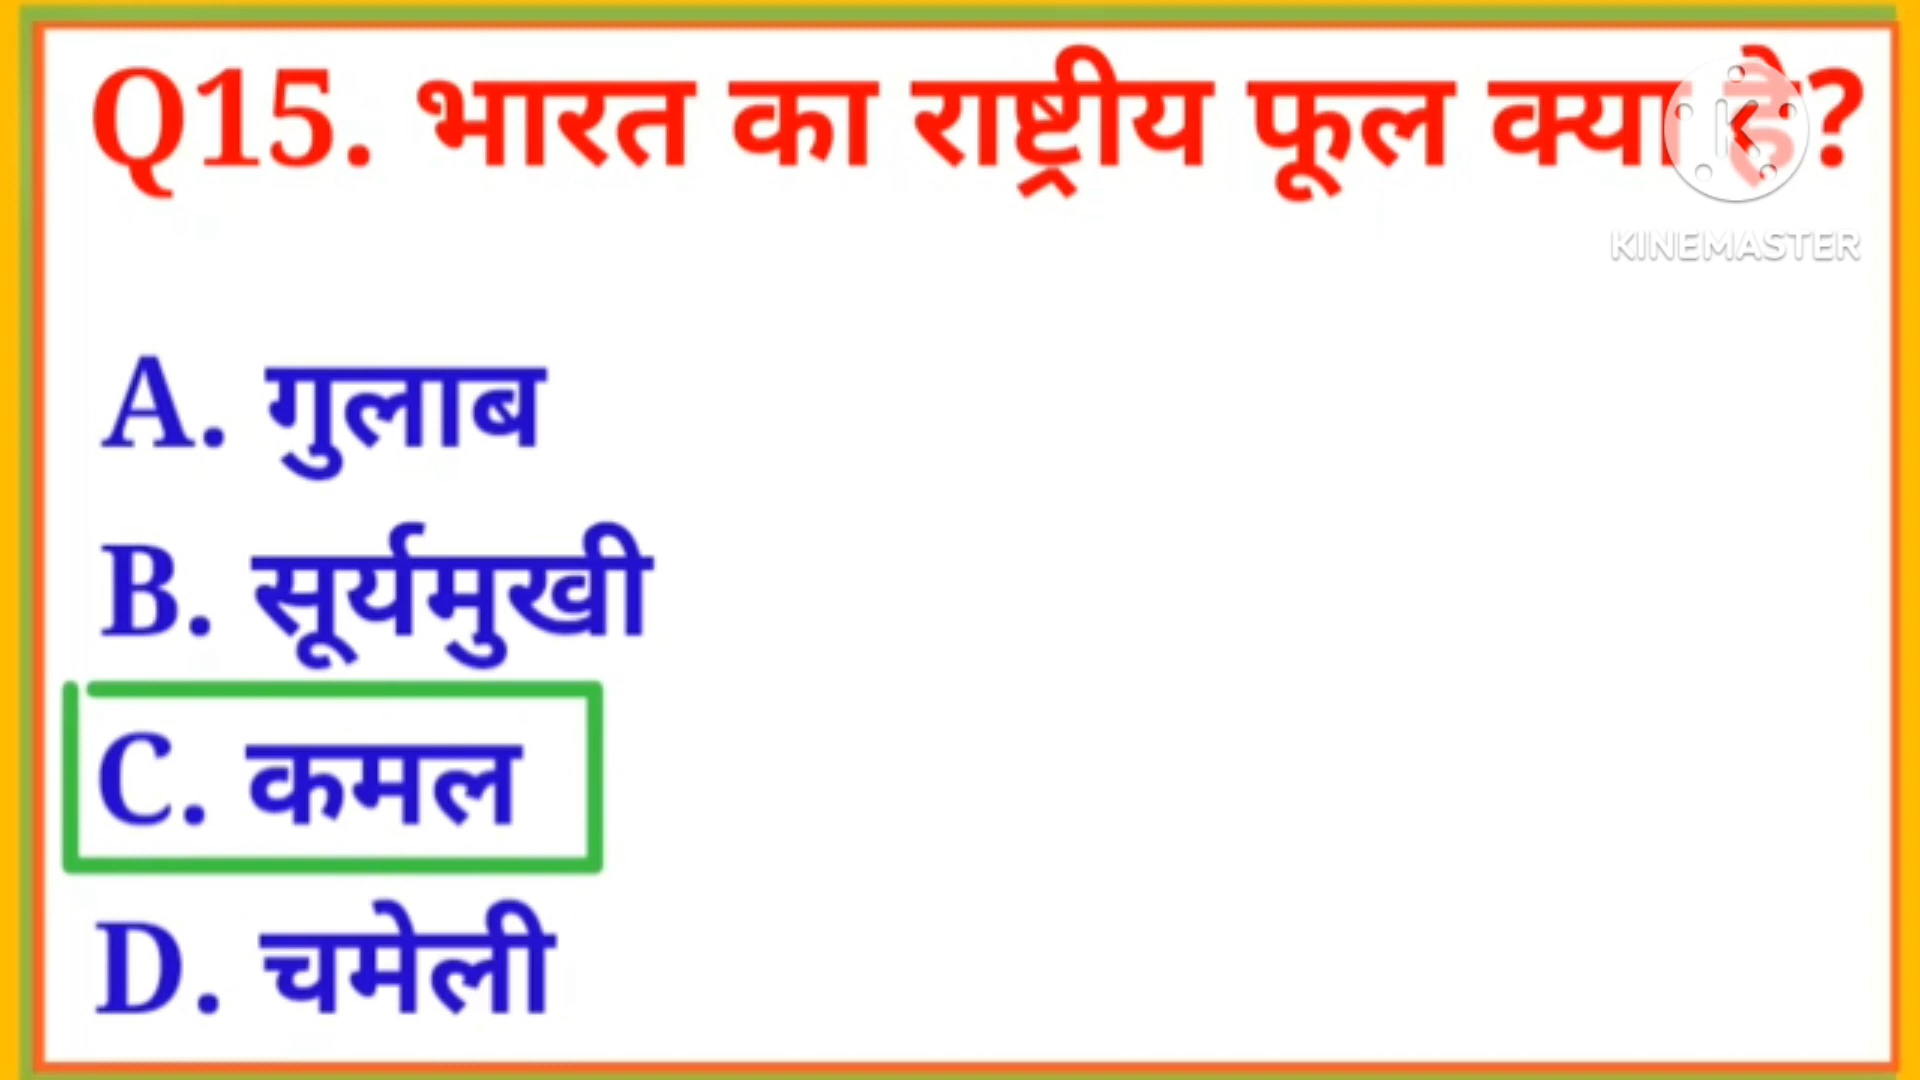 Q15. भारत का राष्ट्रीय फूल क्या है?
KINEMASTER
A. गुलाब
B. सूर्यमुखी
C. कमल
D. चमेली